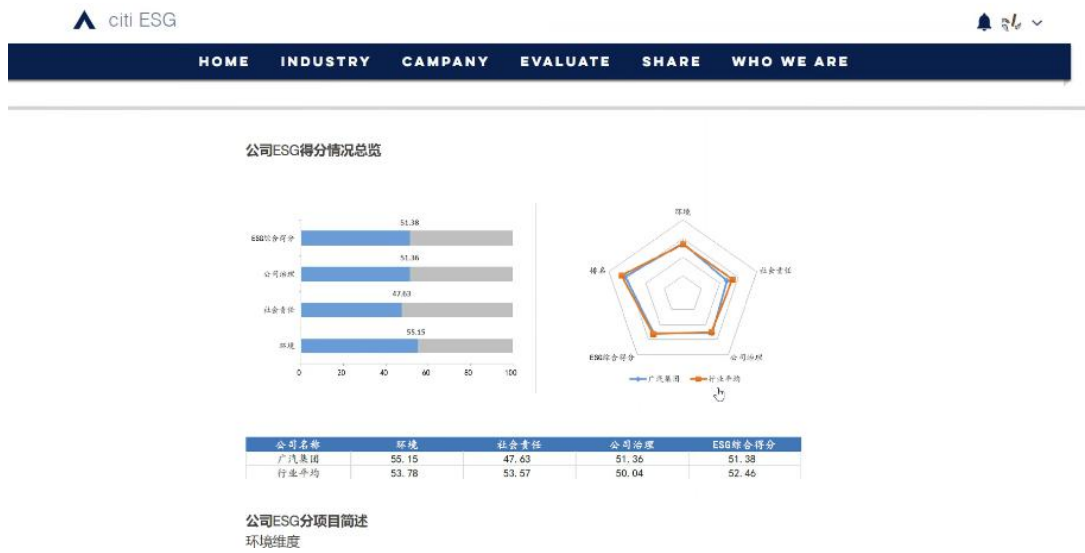 citi ESG
HOME INDUSTRY CAMPANY EVALUATE SHARE WHO WE ARE
公司ESG得分情况总览
51.38
ESG综合得分
51.36
公司治理
47.63
社会责任
55.15
环境
0 20 40 60 80 100
环境
社会责任
公司治理
ESG综合得分
排名
广汽集团 行业平均
公司名称 环境 社会责任 公司治理 ESG综合得分
广汽集团 55.15 47.63 51.36 51.38
行业平均 53.78 53.57 50.04 52.46
公司ESG分项目简述
环境维度